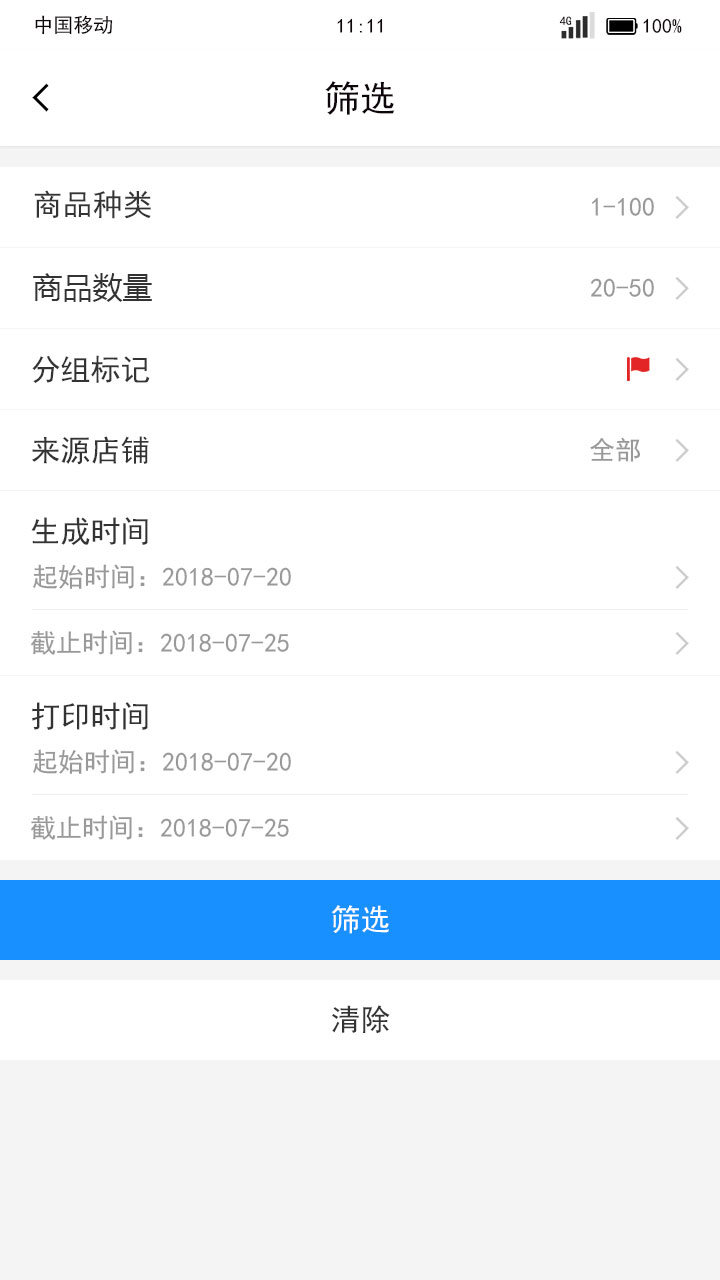 中国移动 11:11 4G 100%
筛选
商品种类 1-100
商品数量 20-50
分组标记
来源店铺 全部
生成时间
起始时间：2018-07-20
截止时间：2018-07-25
打印时间
起始时间：2018-07-20
截止时间：2018-07-25
筛选
清除